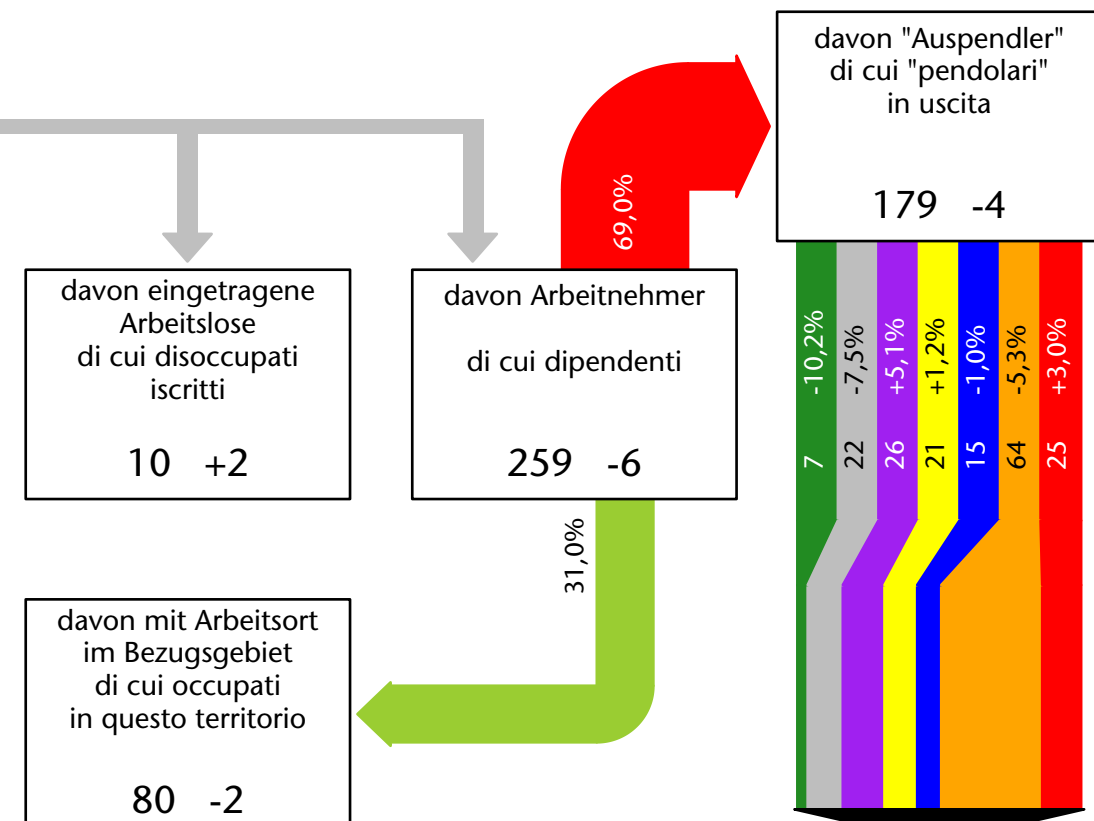 davon "Auspendler"
di cui "pendolari"
in uscita
179 -4
69,0%
davon eingetragene
Arbeitslose
di cui disoccupati
iscritti
10 +2
davon Arbeitnehmer
di cui dipendenti
259 -6
7 -10,2%
22 -7,5%
26 +5,1%
21 +1,2%
15 -1,0%
64 -5,3%
25 +3,0%
31,0%
davon mit Arbeitsort
im Bezugsgebiet
di cui occupati
in questo territorio
80 -2